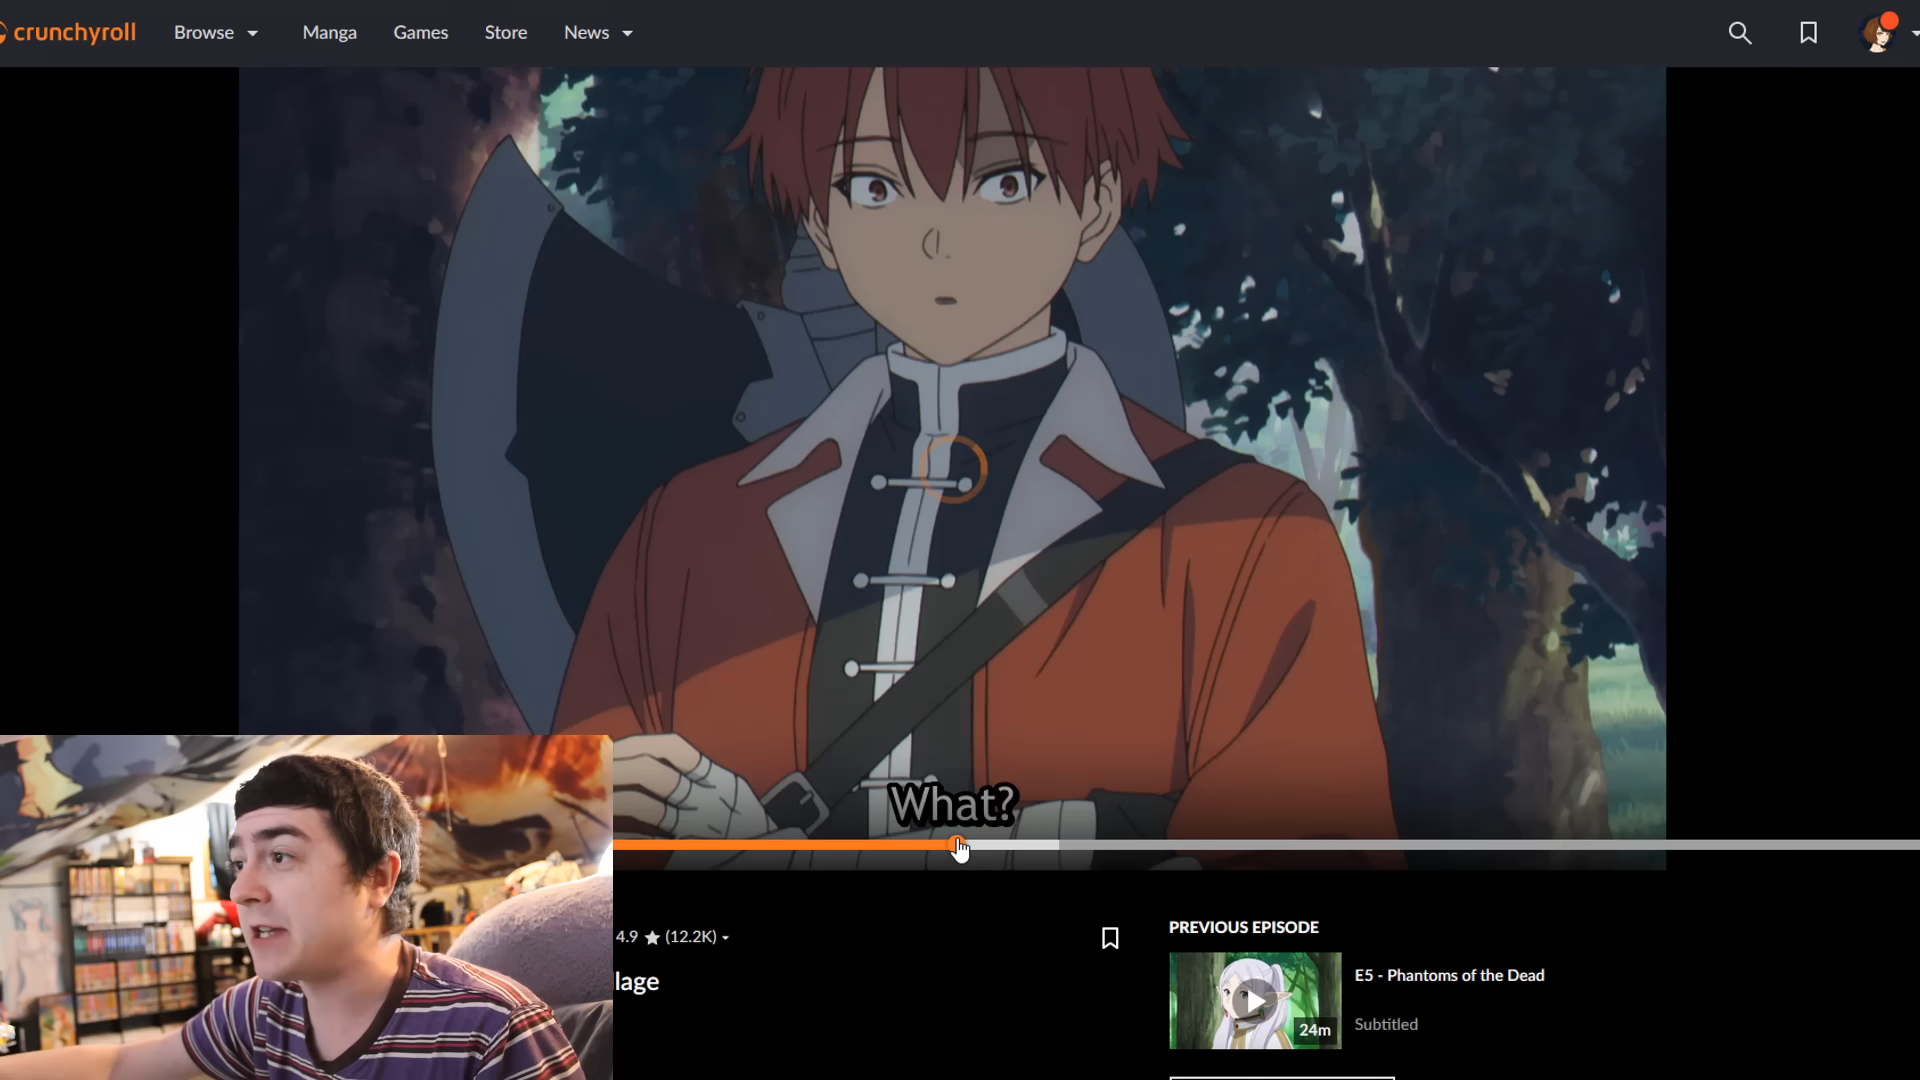 crunchyroll
Browse
Manga
Games
Store
News
What?
4.9 ★ (12.2K)
lage
PREVIOUS EPISODE
E5 - Phantoms of the Dead
24m
Subtitled